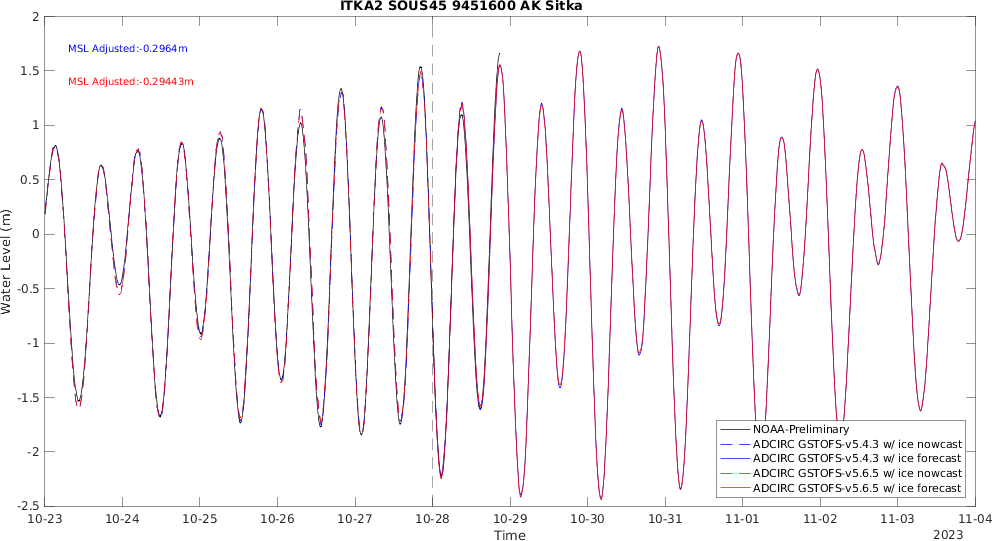 ITKA2 SOUS45 9451600 AK Sitka
MSL Adjusted:-0.2964m
MSL Adjusted:-0.29443m
Water Level (m)
2
1.5
1
0.5
0
-0.5
-1
-1.5
-2
-2.5
NOAA-Preliminary
ADCIRC GSTOFS-v5.4.3 w/ ice nowcast
ADCIRC GSTOFS-v5.4.3 w/ ice forecast
ADCIRC GSTOFS-v5.6.5 w/ ice nowcast
ADCIRC GSTOFS-v5.6.5 w/ ice forecast
10-23 10-24 10-25 10-26 10-27 10-28 10-29 10-30 10-31 11-01 11-02 11-03 11-04
Time
2023